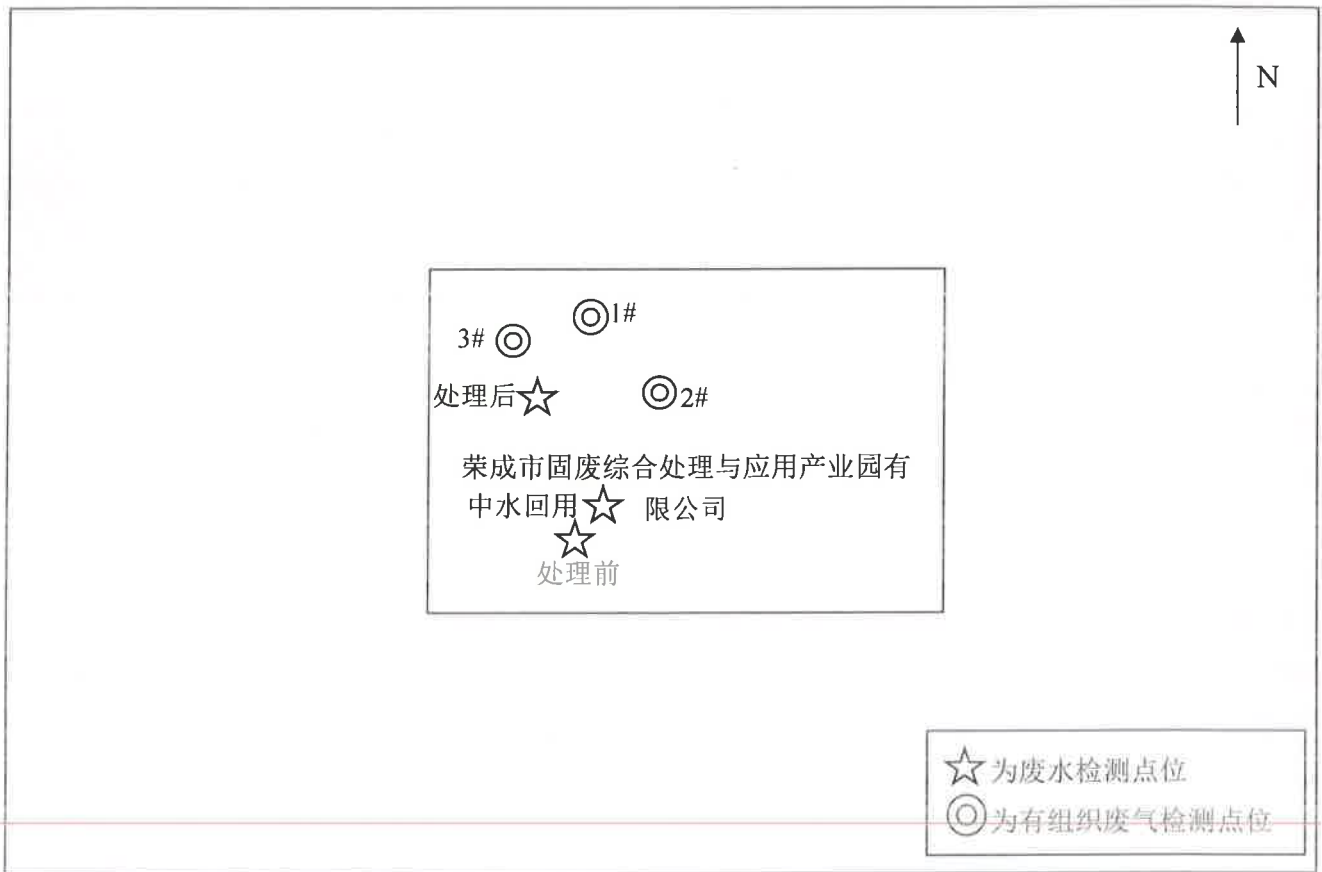 N
1#
3#
处理后
2#
荣成市固废综合处理与应用产业园有
中水回用 限公司
处理前
为废水检测点位
为有组织废气检测点位